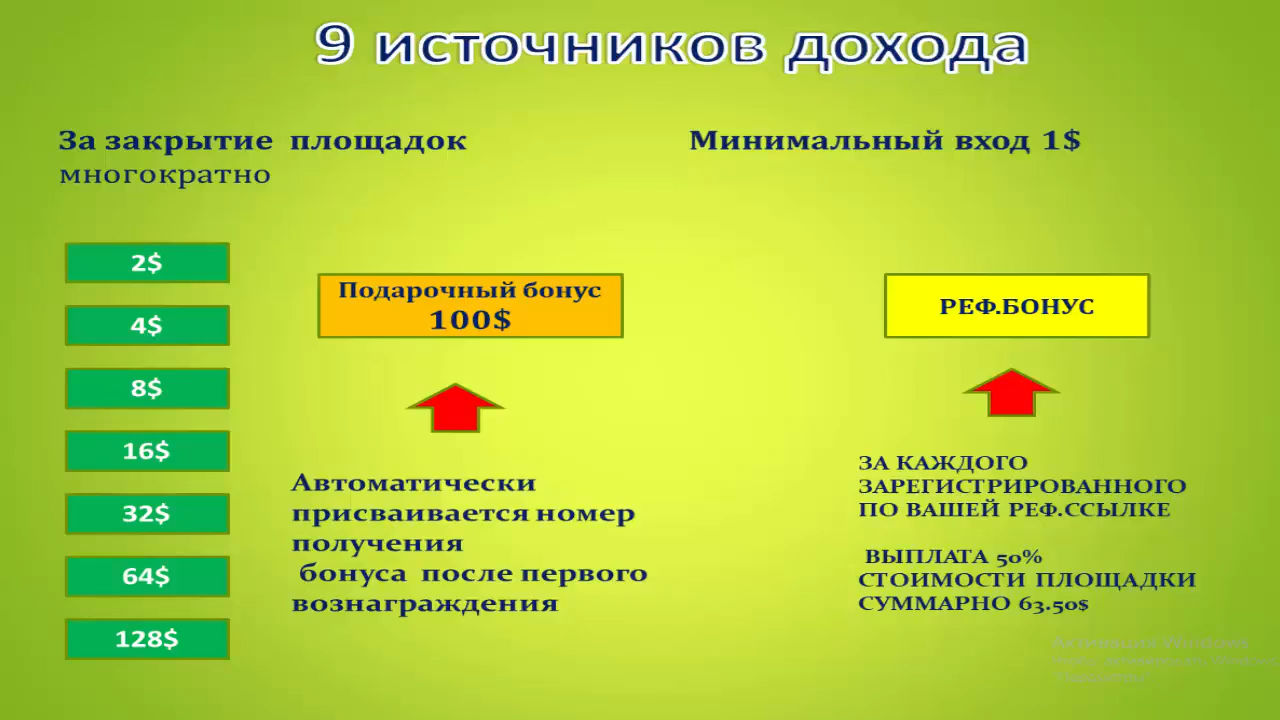 9 источников дохода
За закрытие площадок
многократно
Минимальный вход 1$
2$
4$
8$
16$
32$
64$
128$
Подарочный бонус
100$
Автоматически
присваивается номер
получения
бонуса после первого
вознаграждения
РЕФ.БОНУС
ЗА КАЖДОГО
ЗАРЕГИСТРИРОВАННОГО
ПО ВАШЕЙ РЕФ.ССЫЛКЕ
ВЫПЛАТА 50%
СТОИМОСТИ ПЛОЩАДКИ
СУММАРНО 63.50$
Активация Windows